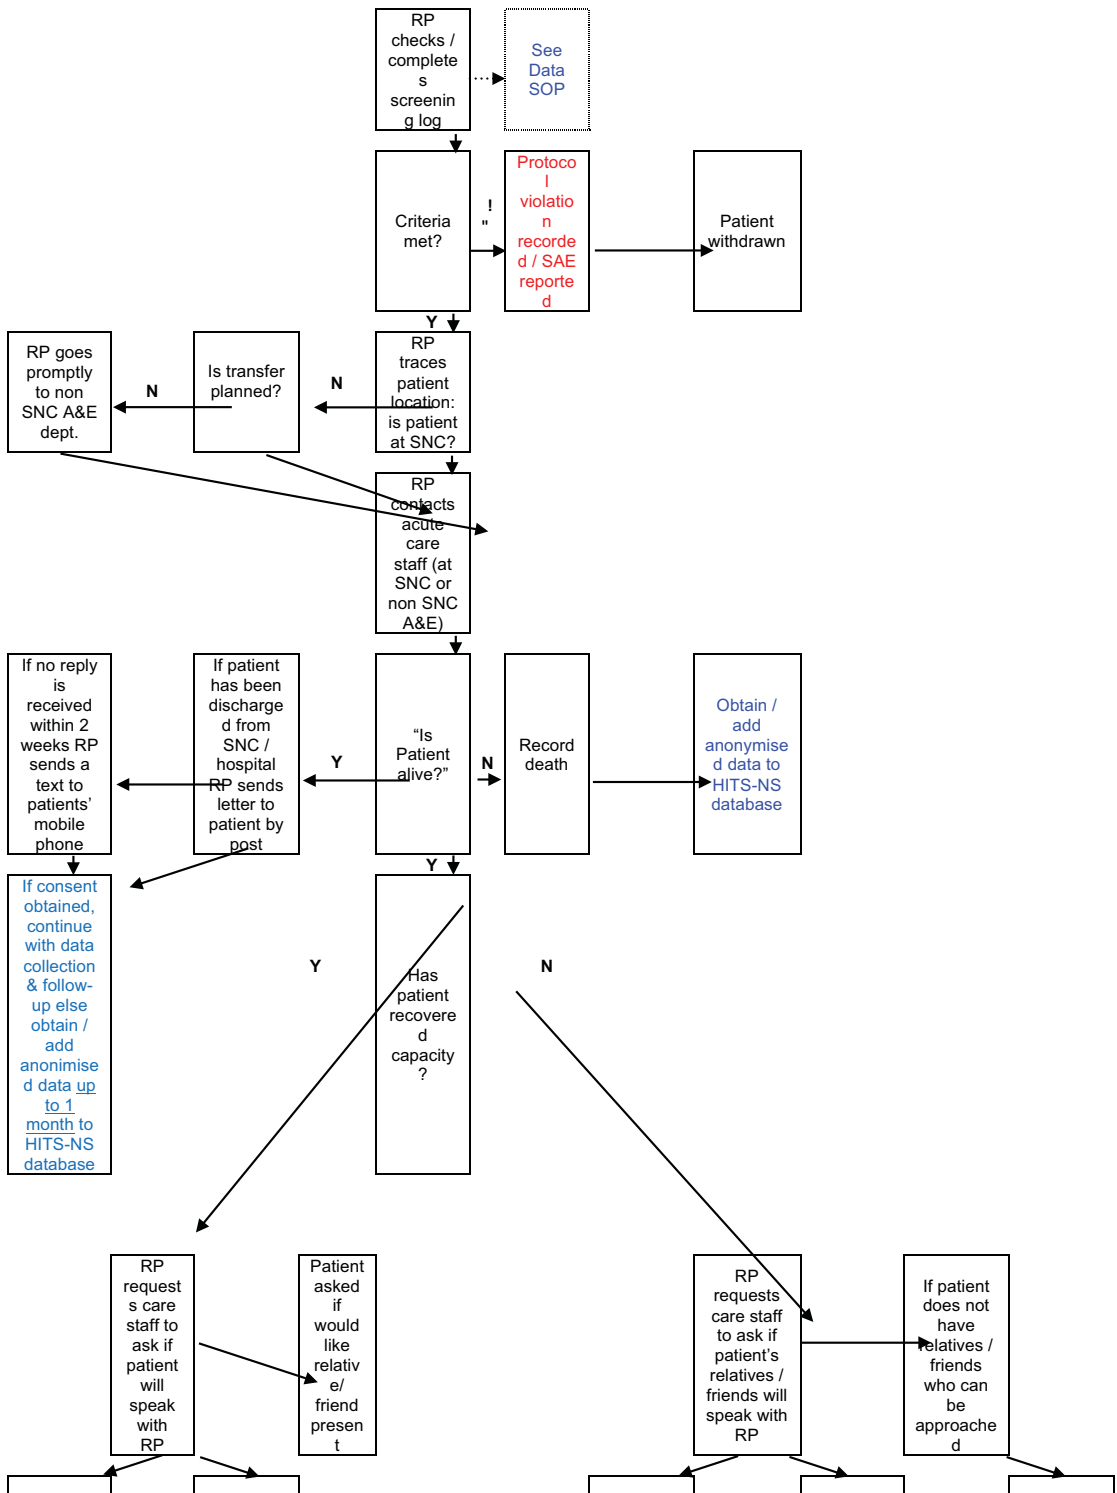 RP
checks /
complete
s
screenin
g log
See
Data
SOP
Criteria
met?
!
"
Protoco
l
violatio
n
recorde
d / SAE
reporte
d
Patient
withdrawn
Y
RP goes
promptly
to non
SNC A&E
dept.
N
Is transfer
planned?
N
RP
traces
patient
location:
is patient
at SNC?
RP
contacts
acute
care
staff (at
SNC or
non SNC
A&E)
If no reply
is
received
within 2
weeks RP
sends a
text to
patients'
mobile
phone
If patient
has been
discharge
d from
SNC /
hospital
RP sends
letter to
patient by
post
Y
“Is
Patient
alive?”
N
Record
death
Obtain /
add
anonymise
d data to
HITS-NS
database
Y
If consent
obtained,
continue
with data
collection
& follow-
up else
obtain /
add
anonimise
d data up
to 1
month to
HITS-NS
database
Y
Has
patient
recovere
d
capacity
?
N
RP
request
s care
staff to
ask if
patient
will
speak
with
RP
Patient
asked
if
would
like
relativ
e/
friend
presen
t
RP
requests
care staff
to ask if
patient's
relatives /
friends will
speak with
RP
If patient
does not
have
relatives /
friends
who can
be
approache
d